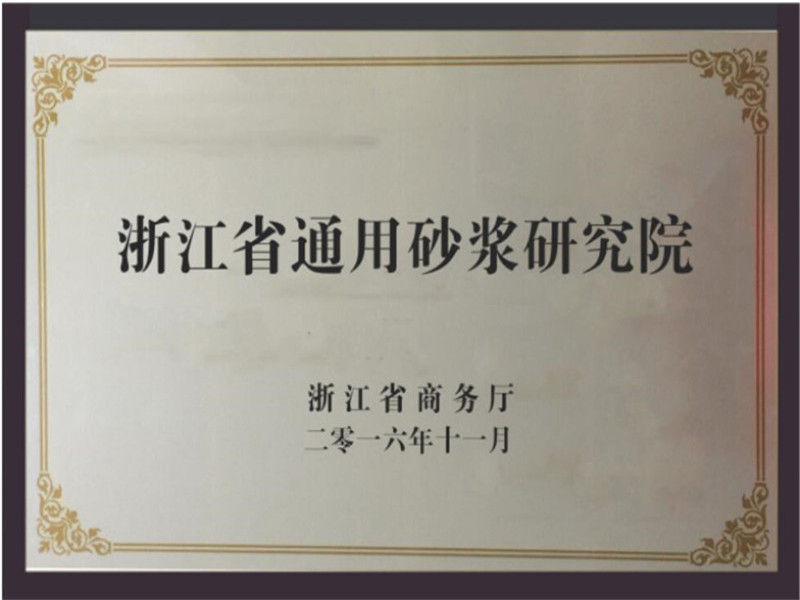 浙江省通用砂浆研究院
浙江省商务厅
二零一六年十一月